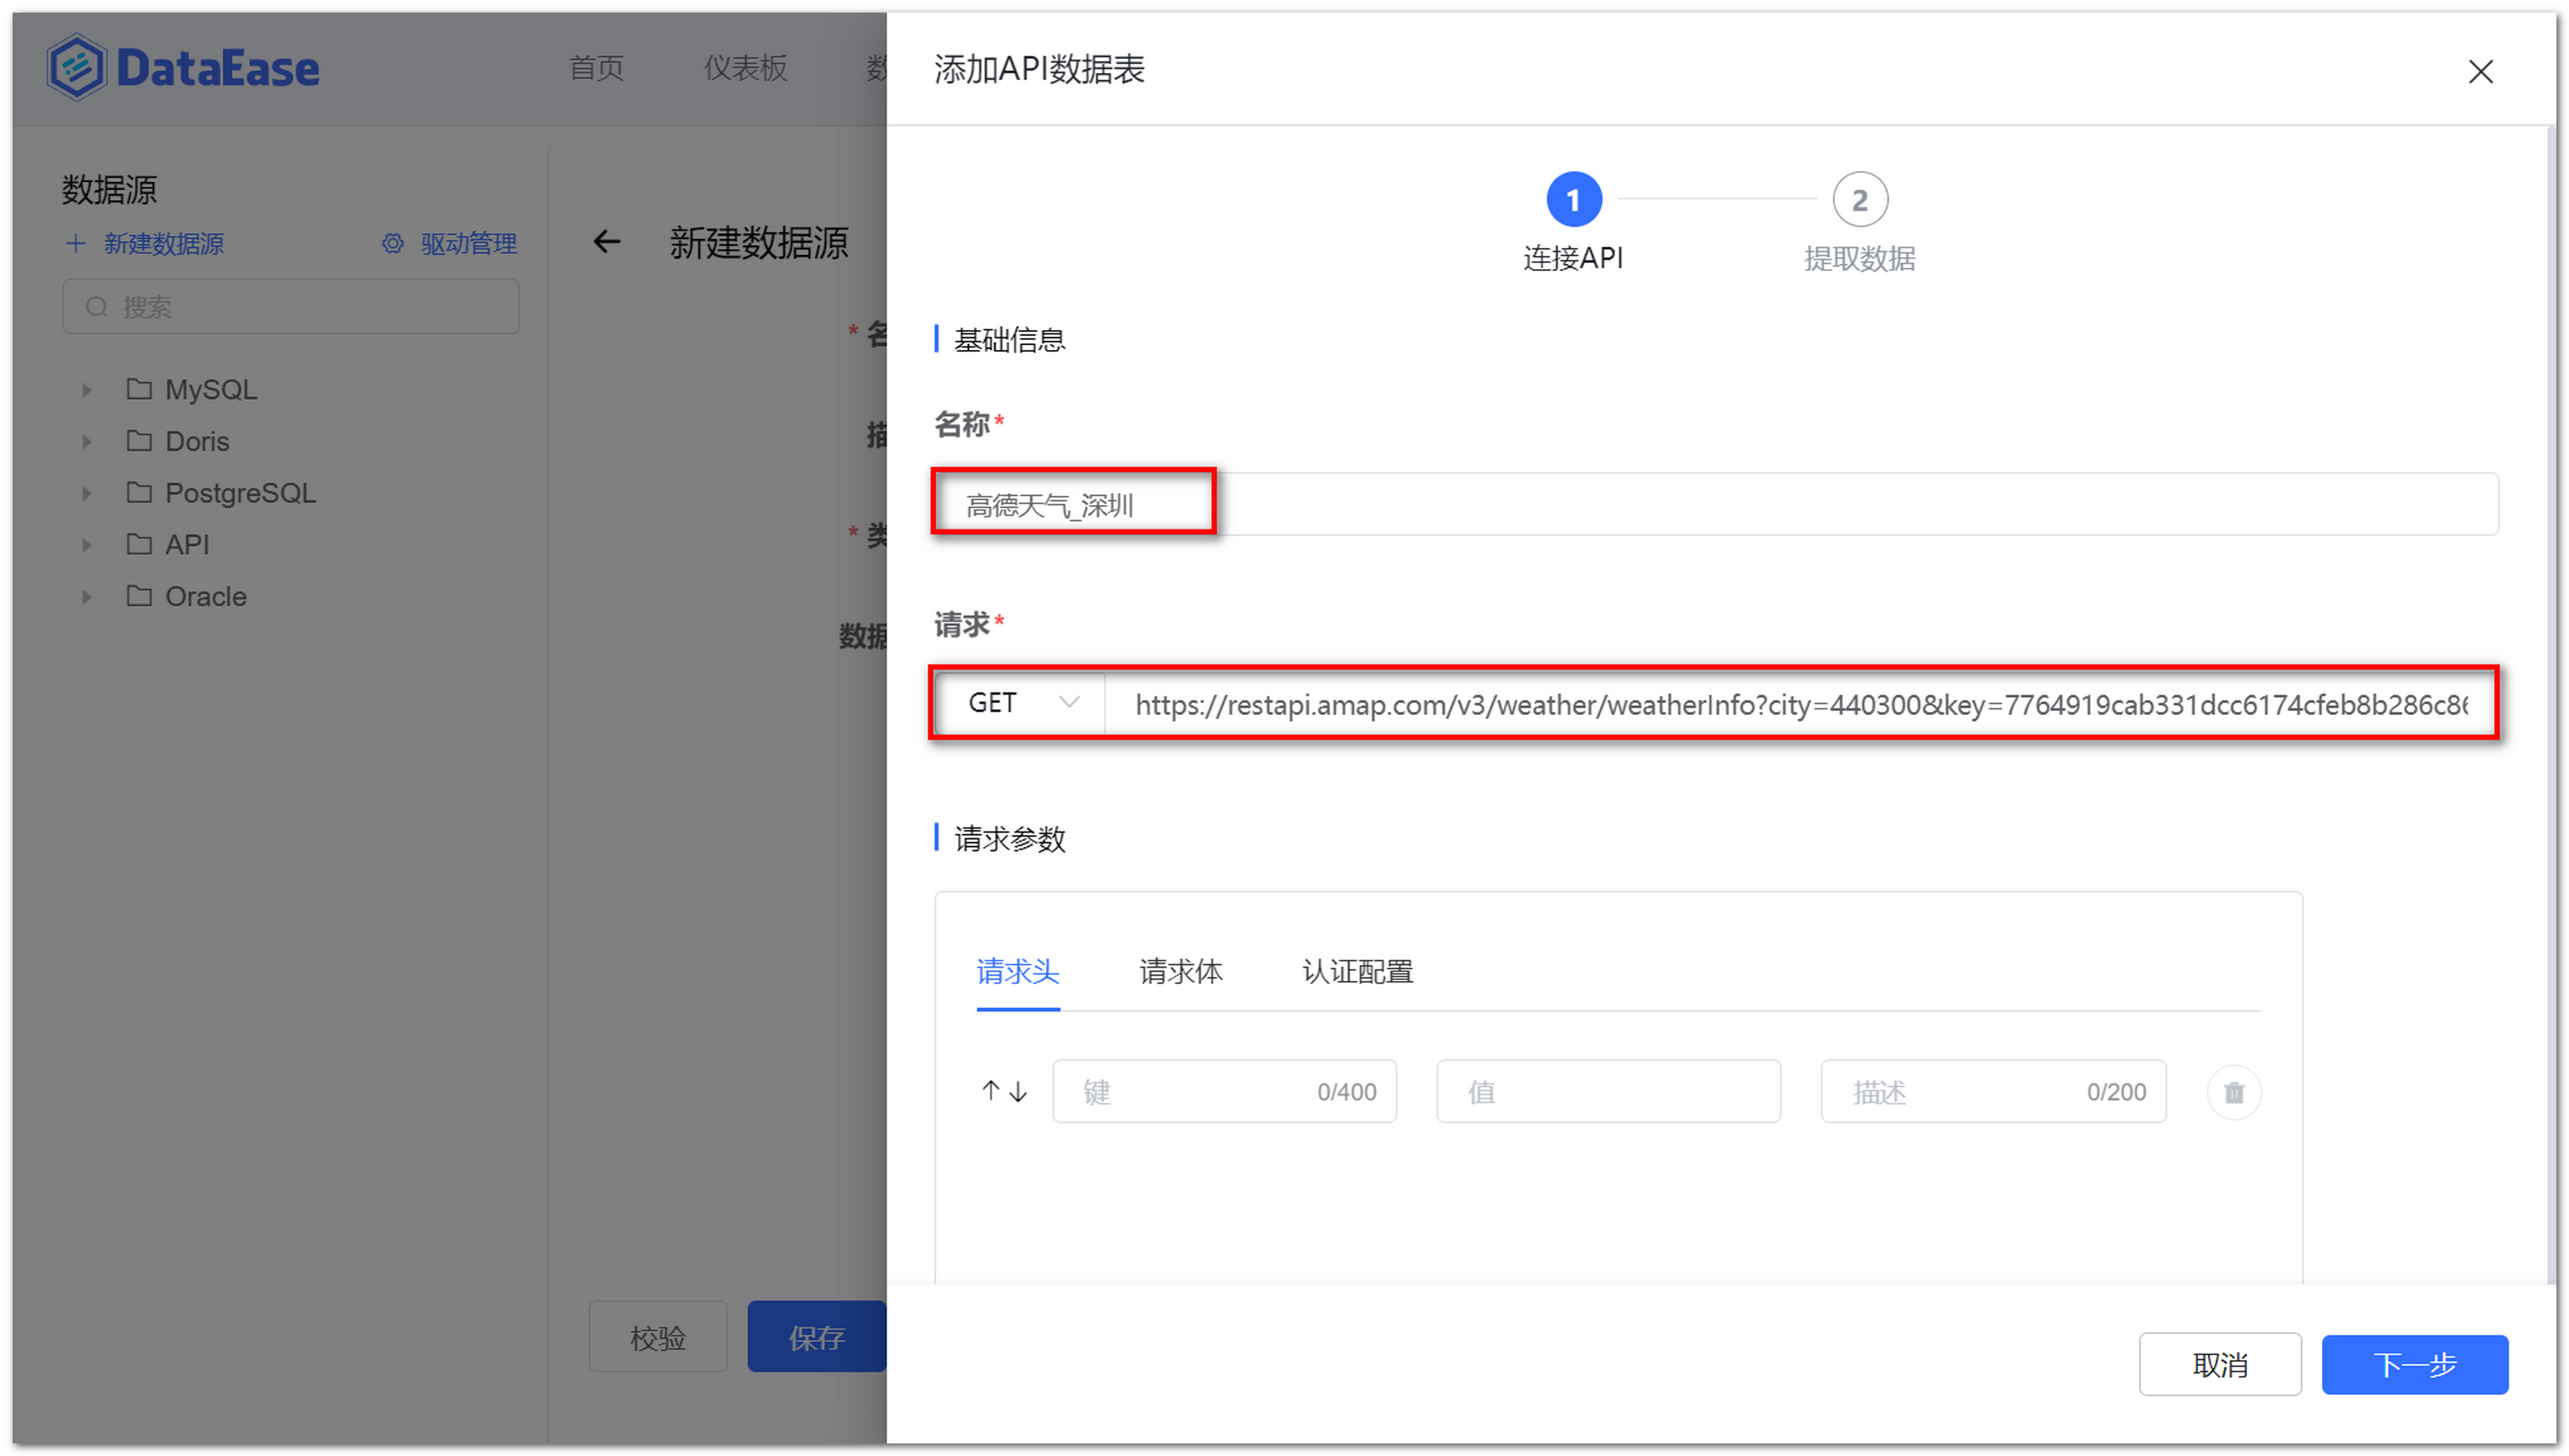 DataEase
首页
仪表板
数
数据源
新建数据源
驱动管理
搜索
MySQL
Doris
PostgreSQL
API
Oracle
新建数据源
* 名
描
* 类
数据
校验
保存
添加API数据表
1
2
连接API
提取数据
基础信息
名称*
高德天气_深圳
请求*
GET
https://restapi.amap.com/v3/weather/weatherInfo?city=440300&key=7764919cab331dcc6174cfeb8b286c86
请求参数
请求头
请求体
认证配置
键
0/400
值
描述
0/200
取消
下一步